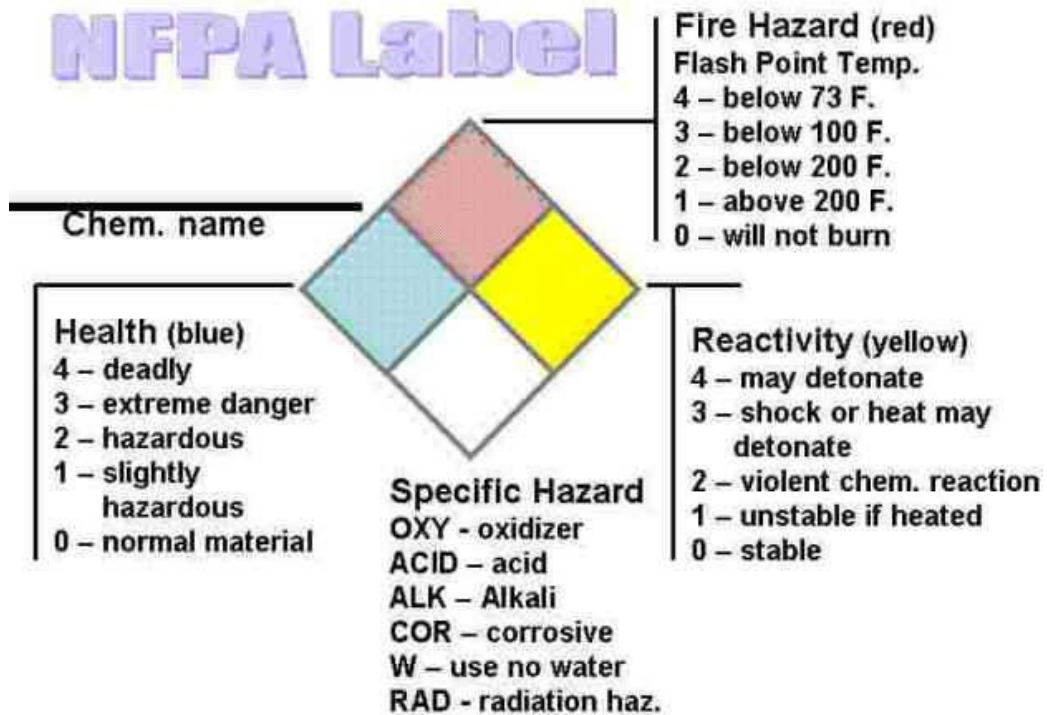 NFPA Label
Fire Hazard (red)
Flash Point Temp.
4 – below 73 F.
3 – below 100 F.
2 – below 200 F.
1 – above 200 F.
0 – will not burn
Chem. name
Health (blue)
4 – deadly
3 – extreme danger
2 – hazardous
1 – slightly
hazardous
0 – normal material
Reactivity (yellow)
4 – may detonate
3 – shock or heat may
detonate
2 – violent chem. reaction
1 – unstable if heated
0 – stable
Specific Hazard
OXY - oxidizer
ACID – acid
ALK – Alkali
COR – corrosive
W – use no water
RAD - radiation haz.